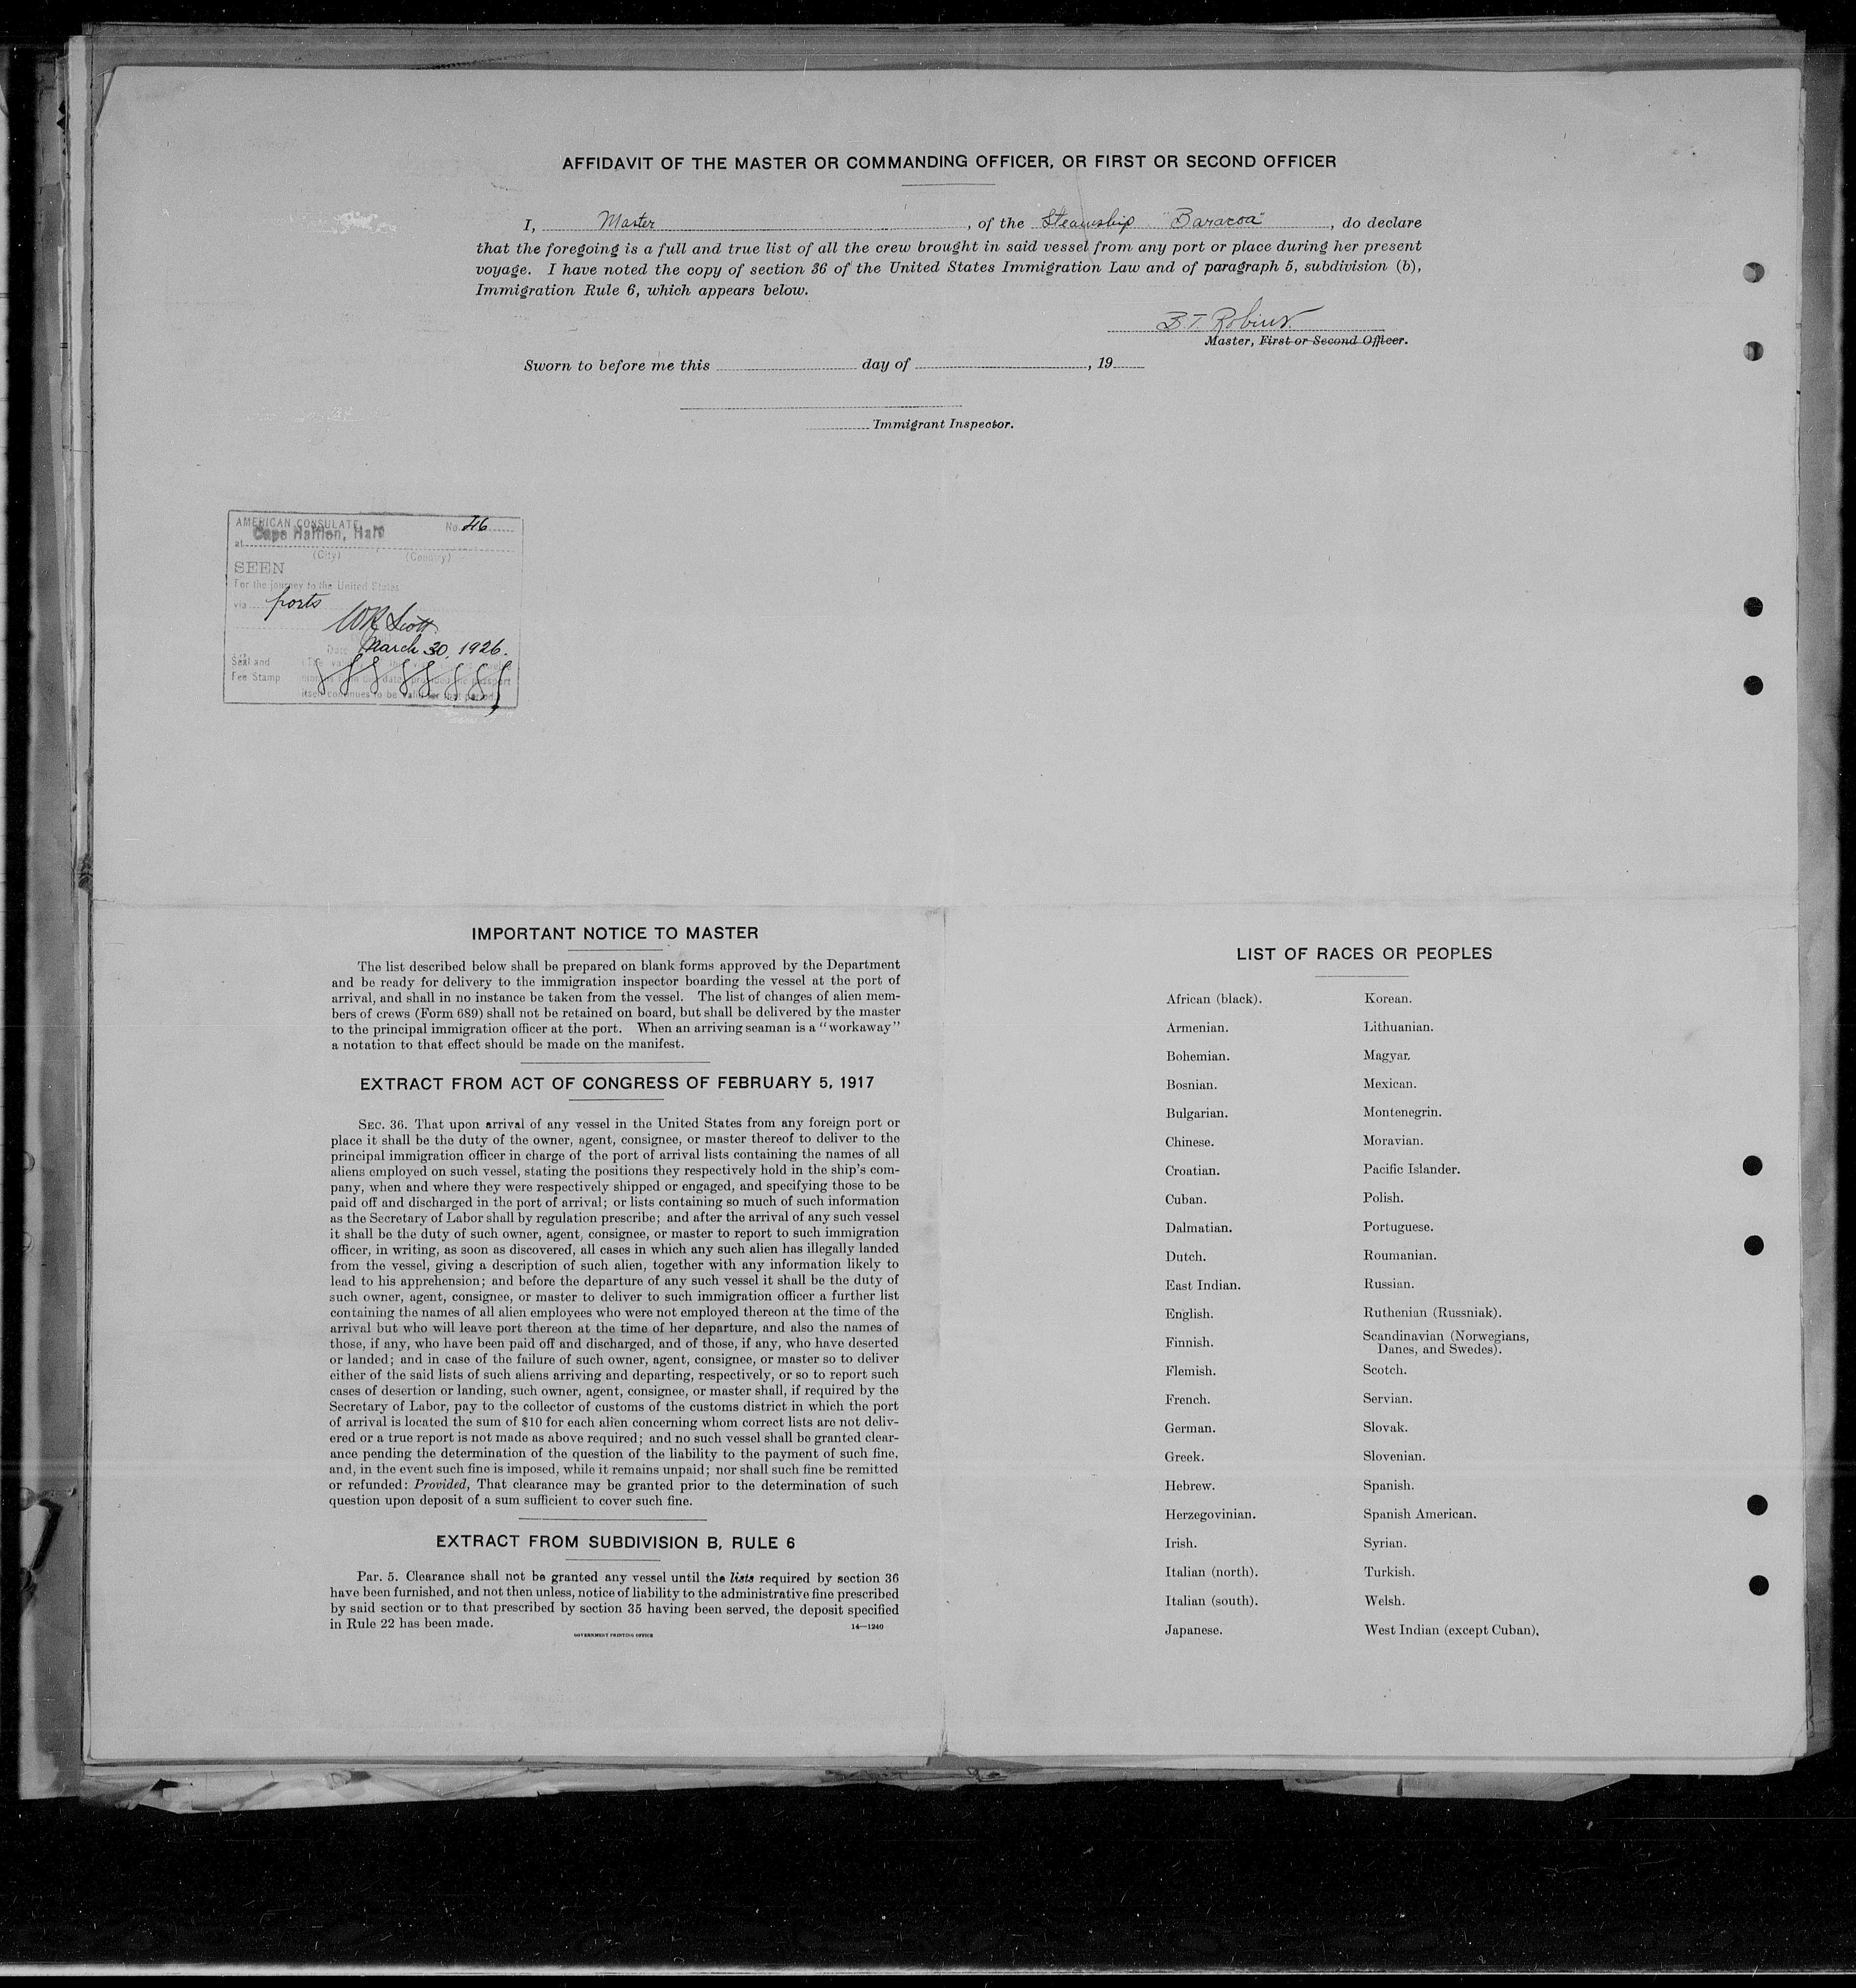 AFFIDAVIT OF THE MASTER OR COMMANDING OFFICER, OR FIRST OR SECOND OFFICER
I, Master, of the Steamship "Baracoa", do declare
that the foregoing is a full and true list of all the crew brought in said vessel from any port or place during her present
voyage. I have noted the copy of section 36 of the United States Immigration Law and of paragraph 5, subdivision (b),
Immigration Rule 6, which appears below.
B.T. Robins
Master, First or Second Officer.
Sworn to before me this day of , 19
Immigrant Inspector.
AMERICAN CONSULATE No. 46
at Cape Haitien, Haiti
(City) (Country)
SEEN
For the journey to the United States
via ports
WR Scott
Date March 30, 1926.
Seal and
Fee Stamp
itself continues to be valid for that period
IMPORTANT NOTICE TO MASTER
The list described below shall be prepared on blank forms approved by the Department
and be ready for delivery to the immigration inspector boarding the vessel at the port of
arrival, and shall in no instance be taken from the vessel. The list of changes of alien mem-
bers of crews (Form 689) shall not be retained on board, but shall be delivered by the master
to the principal immigration officer at the port. When an arriving seaman is a "workaway"
a notation to that effect should be made on the manifest.
EXTRACT FROM ACT OF CONGRESS OF FEBRUARY 5, 1917
SEC. 36. That upon arrival of any vessel in the United States from any foreign port or
place it shall be the duty of the owner, agent, consignee, or master thereof to deliver to the
principal immigration officer in charge of the port of arrival lists containing the names of all
aliens employed on such vessel, stating the positions they respectively hold in the ship's com-
pany, when and where they were respectively shipped or engaged, and specifying those to be
paid off and discharged in the port of arrival; or lists containing so much of such information
as the Secretary of Labor shall by regulation prescribe; and after the arrival of any such vessel
it shall be the duty of such owner, agent, consignee, or master to report to such immigration
officer, in writing, as soon as discovered, all cases in which any such alien has illegally landed
from the vessel, giving a description of such alien, together with any information likely to
lead to his apprehension; and before the departure of any such vessel it shall be the duty of
such owner, agent, consignee, or master to deliver to such immigration officer a further list
containing the names of all alien employees who were not employed thereon at the time of the
arrival but who will leave port thereon at the time of her departure, and also the names of
those, if any, who have been paid off and discharged, and of those, if any, who have deserted
or landed; and in case of the failure of such owner, agent, consignee, or master so to deliver
either of the said lists of such aliens arriving and departing, respectively, or so to report such
cases of desertion or landing, such owner, agent, consignee, or master shall, if required by the
Secretary of Labor, pay to the collector of customs of the customs district in which the port
of arrival is located the sum of $10 for each alien concerning whom correct lists are not deliv-
ered or a true report is not made as above required; and no such vessel shall be granted clear-
ance pending the determination of the question of the liability to the payment of such fine,
and, in the event such fine is imposed, while it remains unpaid; nor shall such fine be remitted
or refunded: Provided, That clearance may be granted prior to the determination of such
question upon deposit of a sum sufficient to cover such fine.
EXTRACT FROM SUBDIVISION B, RULE 6
Par. 5. Clearance shall not be granted any vessel until the lists required by section 36
have been furnished, and not then unless, notice of liability to the administrative fine prescribed
by said section or to that prescribed by section 35 having been served, the deposit specified
in Rule 22 has been made.
GOVERNMENT PRINTING OFFICE 14—1240
LIST OF RACES OR PEOPLES
African (black). Korean.
Armenian. Lithuanian.
Bohemian. Magyar.
Bosnian. Mexican.
Bulgarian. Montenegrin.
Chinese. Moravian.
Croatian. Pacific Islander.
Cuban. Polish.
Dalmatian. Portuguese.
Dutch. Roumanian.
East Indian. Russian.
English. Ruthenian (Russniak).
Finnish. Scandinavian (Norwegians,
Danes, and Swedes).
Flemish. Scotch.
French. Servian.
German. Slovak.
Greek. Slovenian.
Hebrew. Spanish.
Herzegovinian. Spanish American.
Irish. Syrian.
Italian (north). Turkish.
Italian (south). Welsh.
Japanese. West Indian (except Cuban).